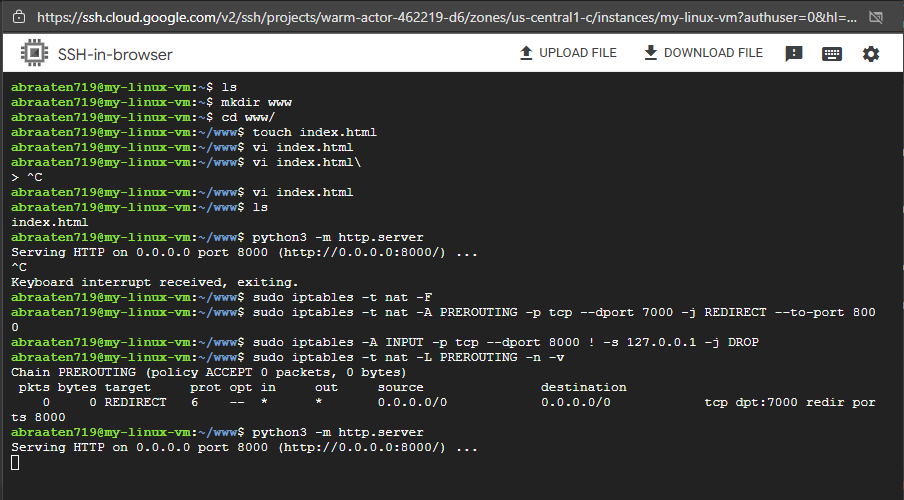 https://ssh.cloud.google.com/v2/ssh/projects/warm-actor-462219-d6/zones/us-central1-c/instances/my-linux-vm?authuser=0&hl=...
SSH-in-browser
UPLOAD FILE
DOWNLOAD FILE
abraaten719@my-linux-vm:~$ ls
abraaten719@my-linux-vm:~$ mkdir www
abraaten719@my-linux-vm:~$ cd www/
abraaten719@my-linux-vm:~/www$ touch index.html
abraaten719@my-linux-vm:~/www$ vi index.html
abraaten719@my-linux-vm:~/www$ vi index.html\
> ^C
abraaten719@my-linux-vm:~/www$ vi index.html
abraaten719@my-linux-vm:~/www$ ls
index.html
abraaten719@my-linux-vm:~/www$ python3 -m http.server
Serving HTTP on 0.0.0.0 port 8000 (http://0.0.0.0:8000/) ...
^C
Keyboard interrupt received, exiting.
abraaten719@my-linux-vm:~/www$ sudo iptables -t nat -F
abraaten719@my-linux-vm:~/www$ sudo iptables -t nat -A PREROUTING -p tcp --dport 7000 -j REDIRECT --to-port 800
0
abraaten719@my-linux-vm:~/www$ sudo iptables -A INPUT -p tcp --dport 8000 ! -s 127.0.0.1 -j DROP
abraaten719@my-linux-vm:~/www$ sudo iptables -t nat -L PREROUTING -n -v
Chain PREROUTING (policy ACCEPT 0 packets, 0 bytes)
pkts bytes target prot opt in out source destination
0 0 REDIRECT 6 -- * * 0.0.0.0/0 0.0.0.0/0 tcp dpt:7000 redir por
ts 8000
abraaten719@my-linux-vm:~/www$ python3 -m http.server
Serving HTTP on 0.0.0.0 port 8000 (http://0.0.0.0:8000/) ...